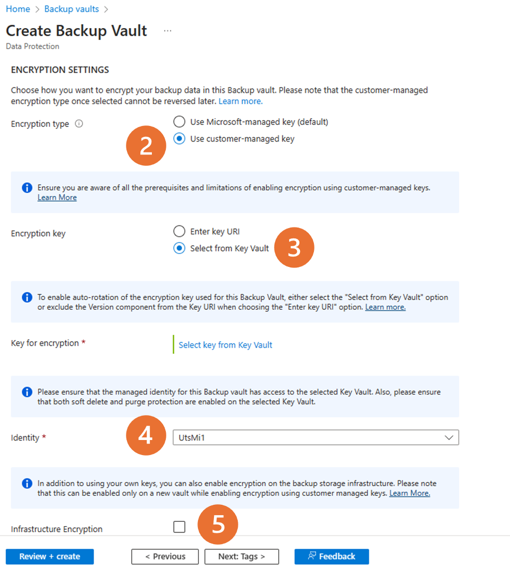 Home > Backup vaults >
Create Backup Vault ...
Data Protection
ENCRYPTION SETTINGS
Choose how you want to encrypt your backup data in this Backup vault. Please note that the customer-managed
encryption type once selected cannot be reversed later. Learn more.
Encryption type
Use Microsoft-managed key (default)
2
Use customer-managed key
Ensure you are aware of all the prerequisites and limitations of enabling encryption using customer-managed keys.
Learn More
Encryption key
Enter key URI
Select from Key Vault
3
To enable auto-rotation of the encryption key used for this Backup Vault, either select the "Select from Key Vault" option
or exclude the Version component from the Key URI when choosing the "Enter key URI" option. Learn more.
Key for encryption *
Select key from Key Vault
Please ensure that the managed identity for this Backup vault has access to the selected Key Vault. Also, please ensure
that both soft delete and purge protection are enabled on the selected Key Vault.
Identity *
4
UtsMi1
In addition to using your own keys, you can also enable encryption on the backup storage infrastructure. Please note
that this can be enabled only on a new vault while enabling encryption using customer managed keys. Learn More.
Infrastructure Encryption
5
Review + create
< Previous
Next: Tags >
Feedback